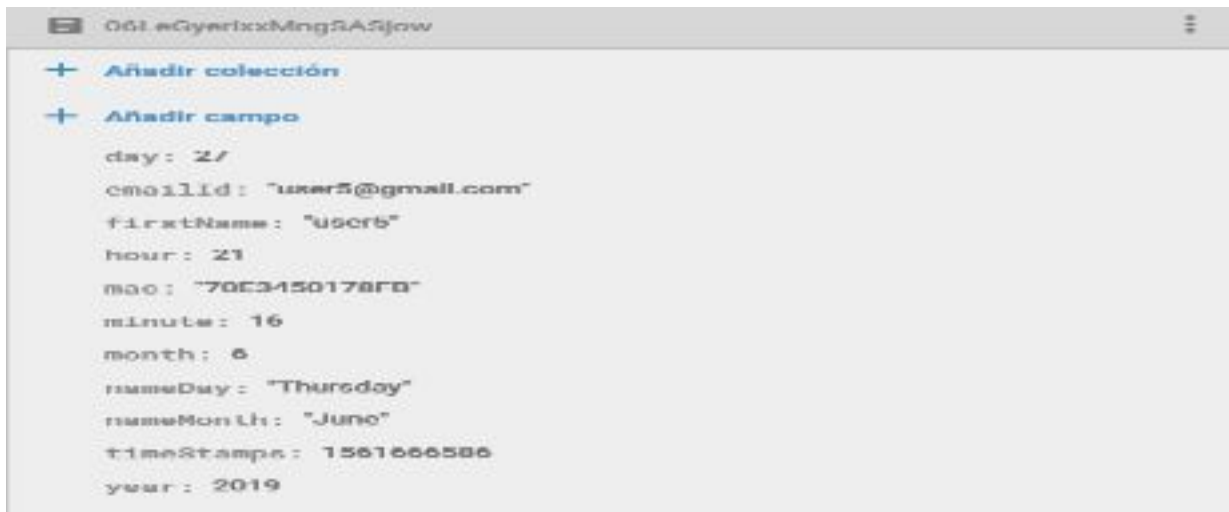 Añadir colección
Añadir campo
day: 27
emailId: "user5@gmail.com"
firstName: "user5"
hour: 21
mac:
minute: 16
month: 6
nameDay: "Thursday"
nameMonth: "June"
timeStamps:
year: 2019